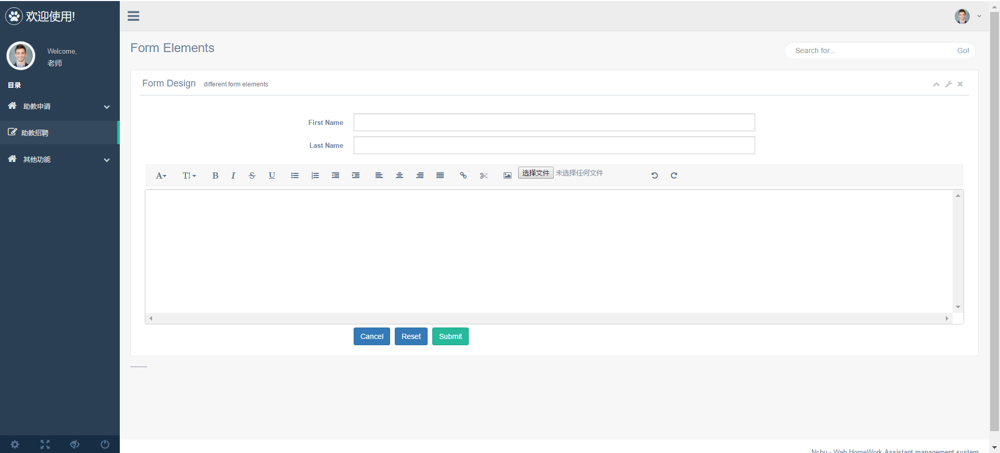 欢迎使用!
Welcome,
老师
目录
助教申请
助教招聘
其他功能
Form Elements
Search for...
Go!
Form Design different form elements
First Name
Last Name
选择文件 未选择任何文件
Cancel Reset Submit
--------
Nchu - Web HomeWork Assistant management system